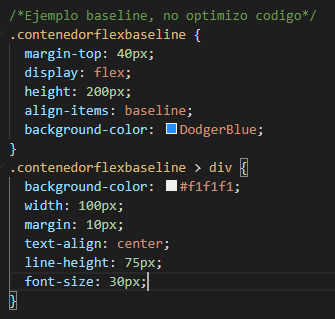 /*Ejemplo baseline, no optimizo codigo*/
.contenedorflexbaseline {
margin-top: 40px;
display: flex;
height: 200px;
align-items: baseline;
background-color: DodgerBlue;
}
.contenedorflexbaseline > div {
background-color: #f1f1f1;
width: 100px;
margin: 10px;
text-align: center;
line-height: 75px;
font-size: 30px;
}